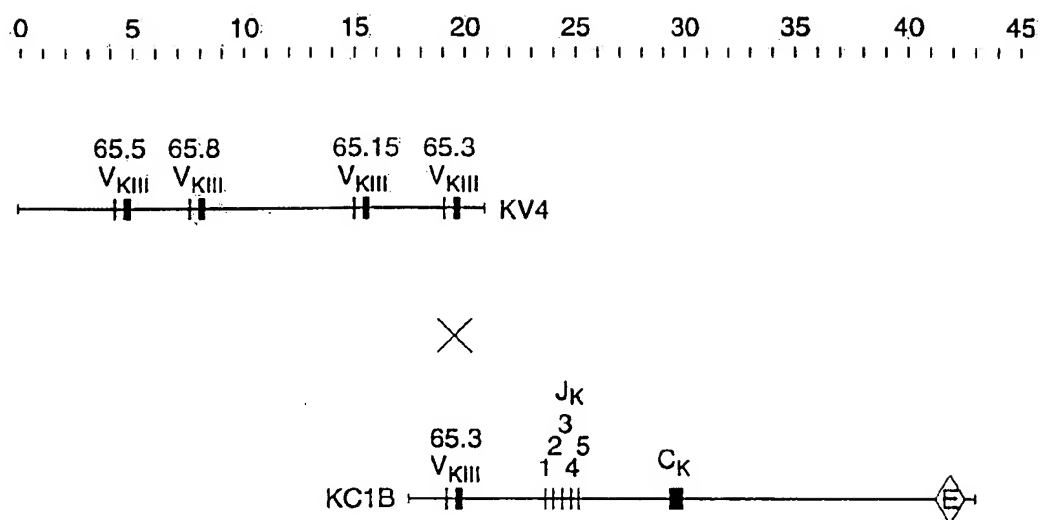 0 5 10 15 20 25 30 35 40 45
65.5 65.8 65.15 65.3
VKIII VKIII VKIII VKIII
KV4
JK
3
65.3 2 5
VKIII 1 4 CK
KC1B E